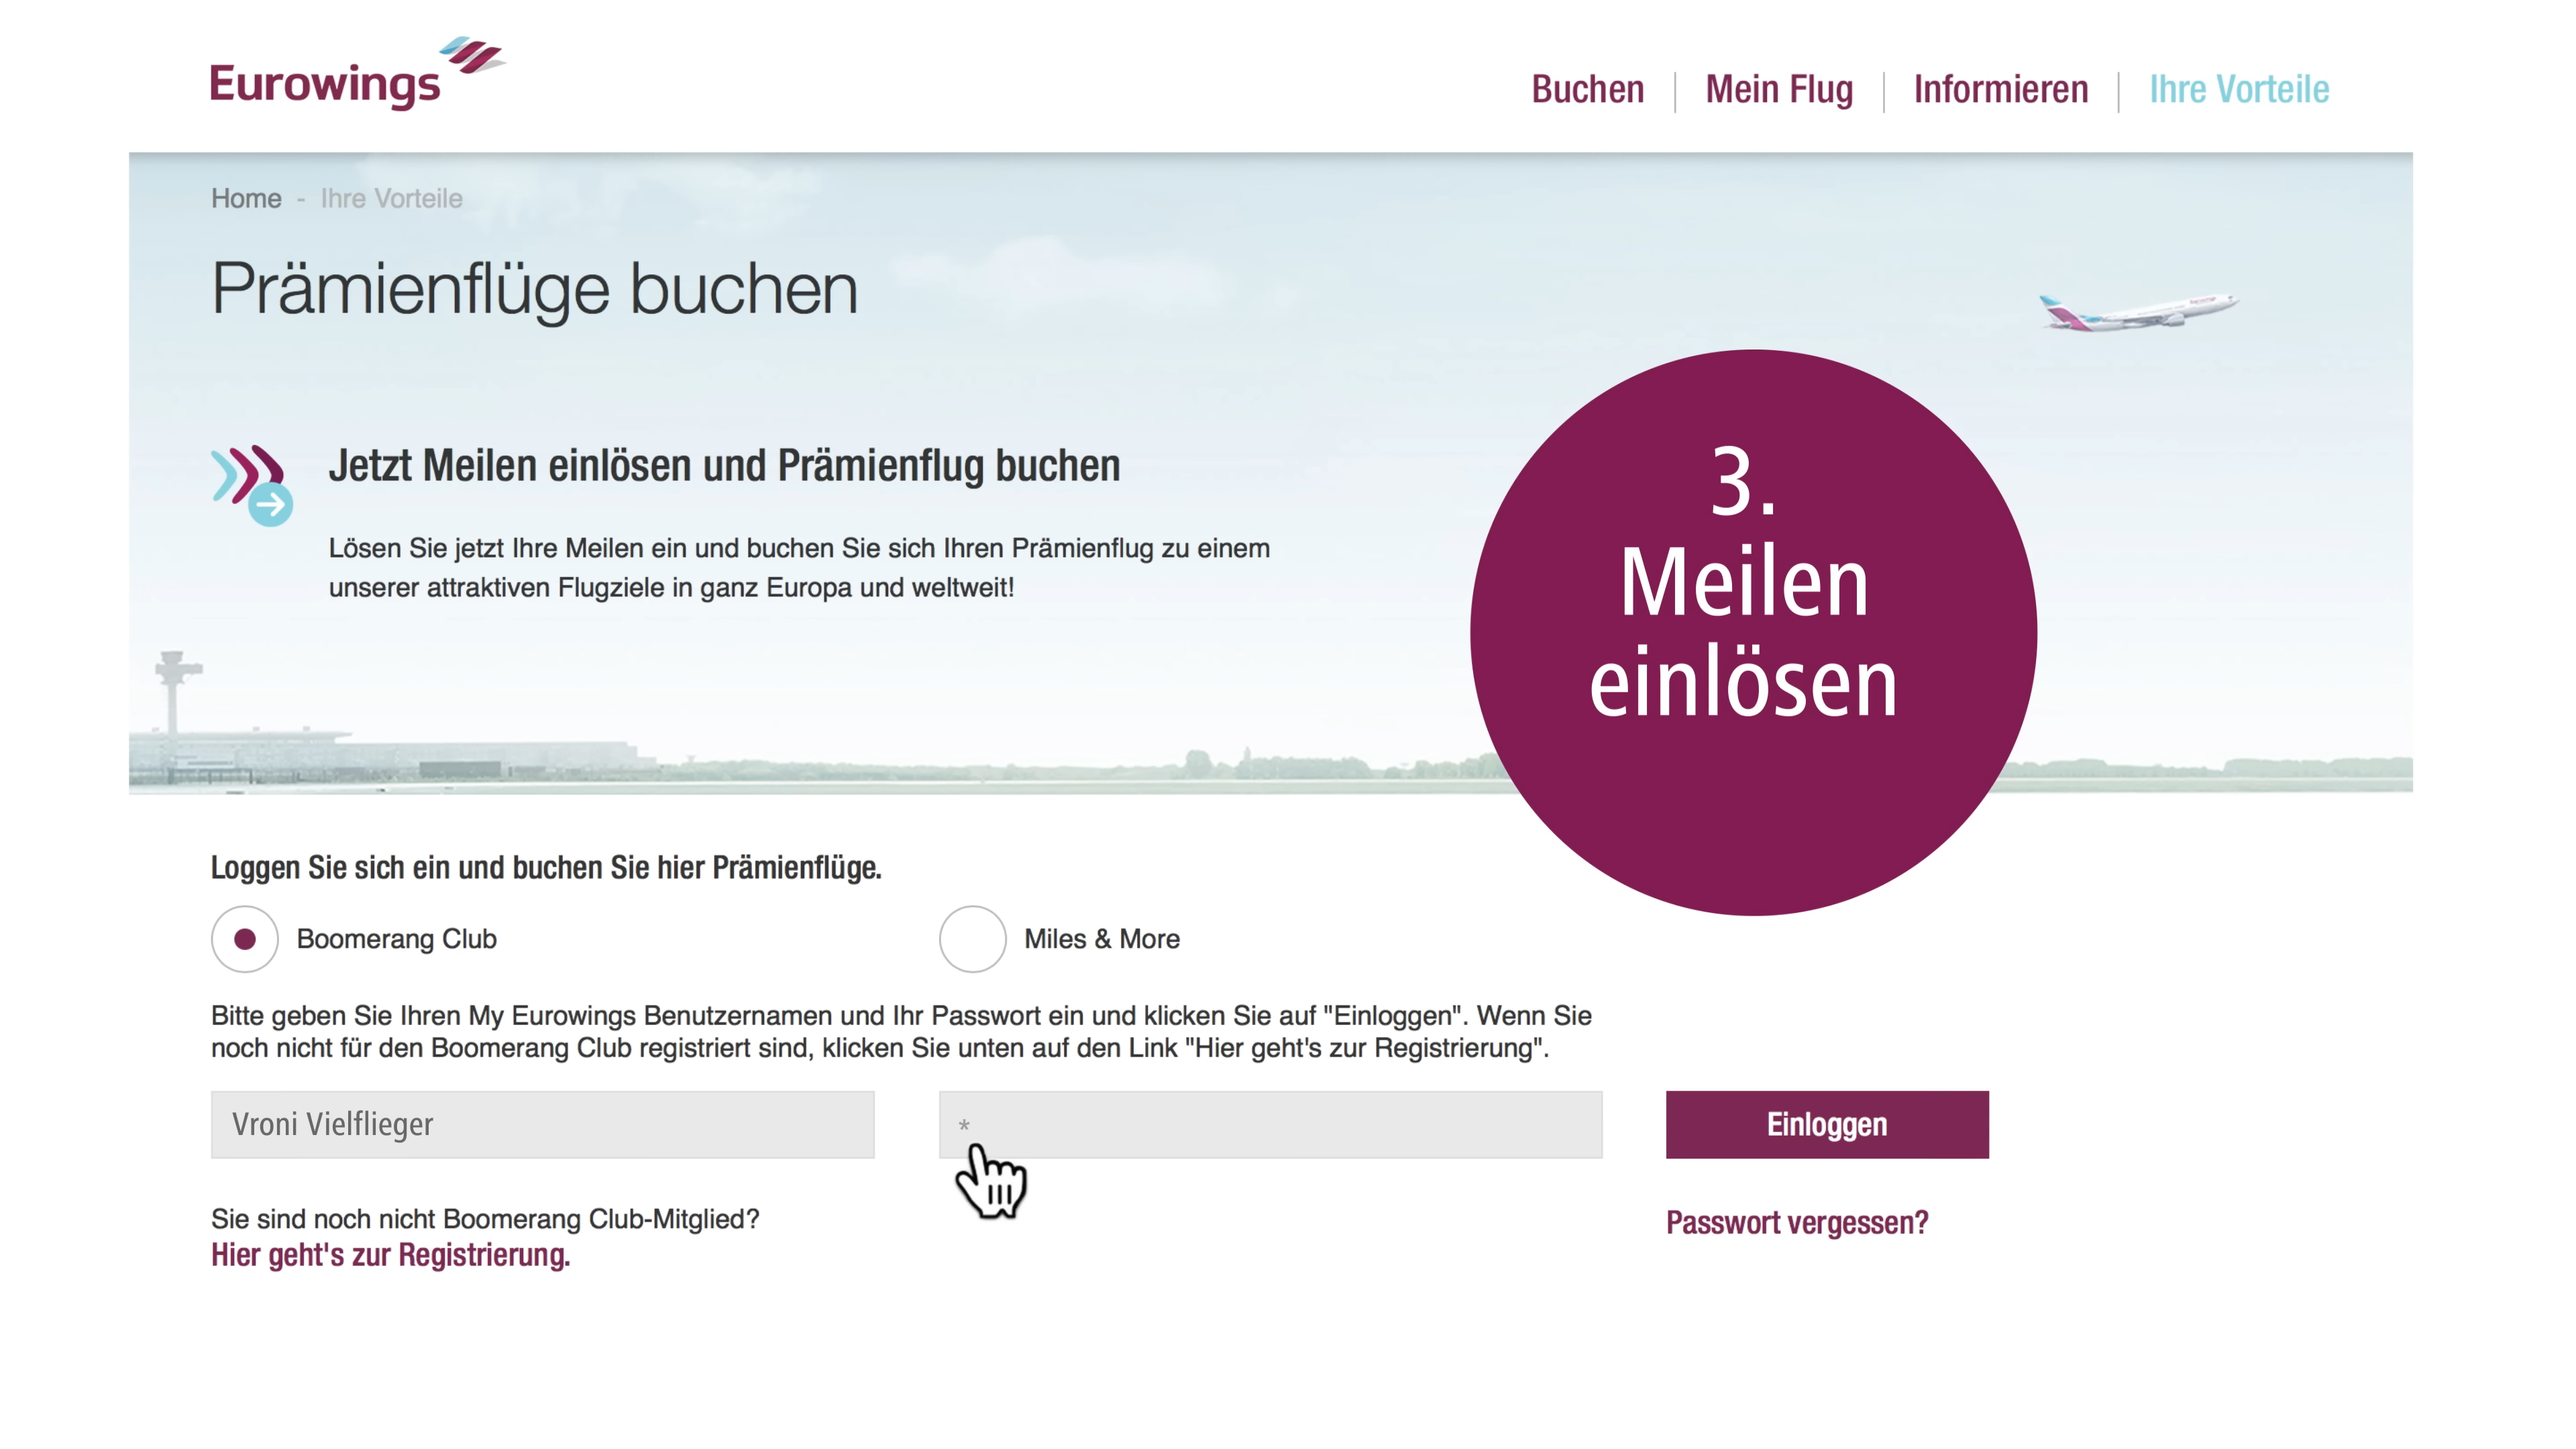 Eurowings
Buchen | Mein Flug | Informieren | Ihre Vorteile
Home - Ihre Vorteile
Prämienflüge buchen
Jetzt Meilen einlösen und Prämienflug buchen
Lösen Sie jetzt Ihre Meilen ein und buchen Sie sich Ihren Prämienflug zu einem
unserer attraktiven Flugziele in ganz Europa und weltweit!
3.
Meilen
einlösen
Loggen Sie sich ein und buchen Sie hier Prämienflüge.
Boomerang Club
Miles & More
Bitte geben Sie Ihren My Eurowings Benutzernamen und Ihr Passwort ein und klicken Sie auf "Einloggen". Wenn Sie
noch nicht für den Boomerang Club registriert sind, klicken Sie unten auf den Link "Hier geht's zur Registrierung".
Vroni Vielflieger
*
Einloggen
Sie sind noch nicht Boomerang Club-Mitglied?
Hier geht's zur Registrierung.
Passwort vergessen?